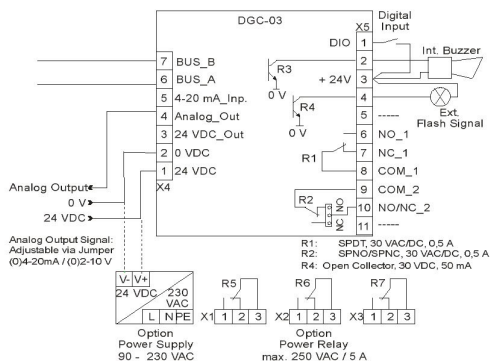 DGC-03
Digital
Input
X5
DIO 1
2 Int. Buzzer
R3
+ 24V 3
0 V
4
R4
Ext.
Flash Signal
0 V
5 -----
6 NO_1
7 NC_1
R1
8 COM_1
9 COM_2
R2
NO
10 NO/NC_2
NC
11 -----
7 BUS_B
6 BUS_A
5 4-20 mA_Inp.
4 Analog_Out
3 24 VDC_Out
2 0 VDC
1 24 VDC
X4
Analog Output
0 V
24 VDC
Analog Output Signal:
Adjustable via Jumper
(0)4-20mA / (0)2-10 V
R1: SPDT, 30 VAC/DC, 0,5 A
R2: SPNO/SPNC, 30 VAC/DC, 0,5 A
R4: Open Collector, 30 VDC, 50 mA
V- V+
24 VDC
230
VAC
L N PE
Option
Power Supply
90 - 230 VAC
R5
X1 1 2 3
R6
X2 1 2 3
R7
X3 1 2 3
Option
Power Relay
max. 250 VAC / 5 A